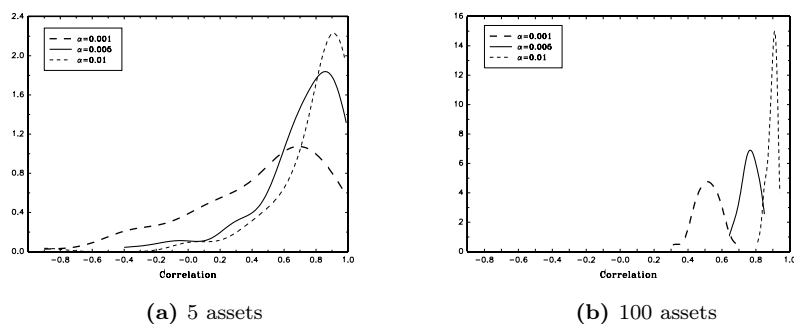 2.4
2.0
1.6
1.2
0.8
0.4
0.0
α=0.001
α=0.006
α=0.01
−0.8 −0.6 −0.4 −0.2 −0.0 0.2 0.4 0.6 0.8 1.0
Correlation
(a) 5 assets
16
14
12
10
8
6
4
2
0
α=0.001
α=0.006
α=0.01
−0.8 −0.6 −0.4 −0.2 −0.0 0.2 0.4 0.6 0.8 1.0
Correlation
(b) 100 assets